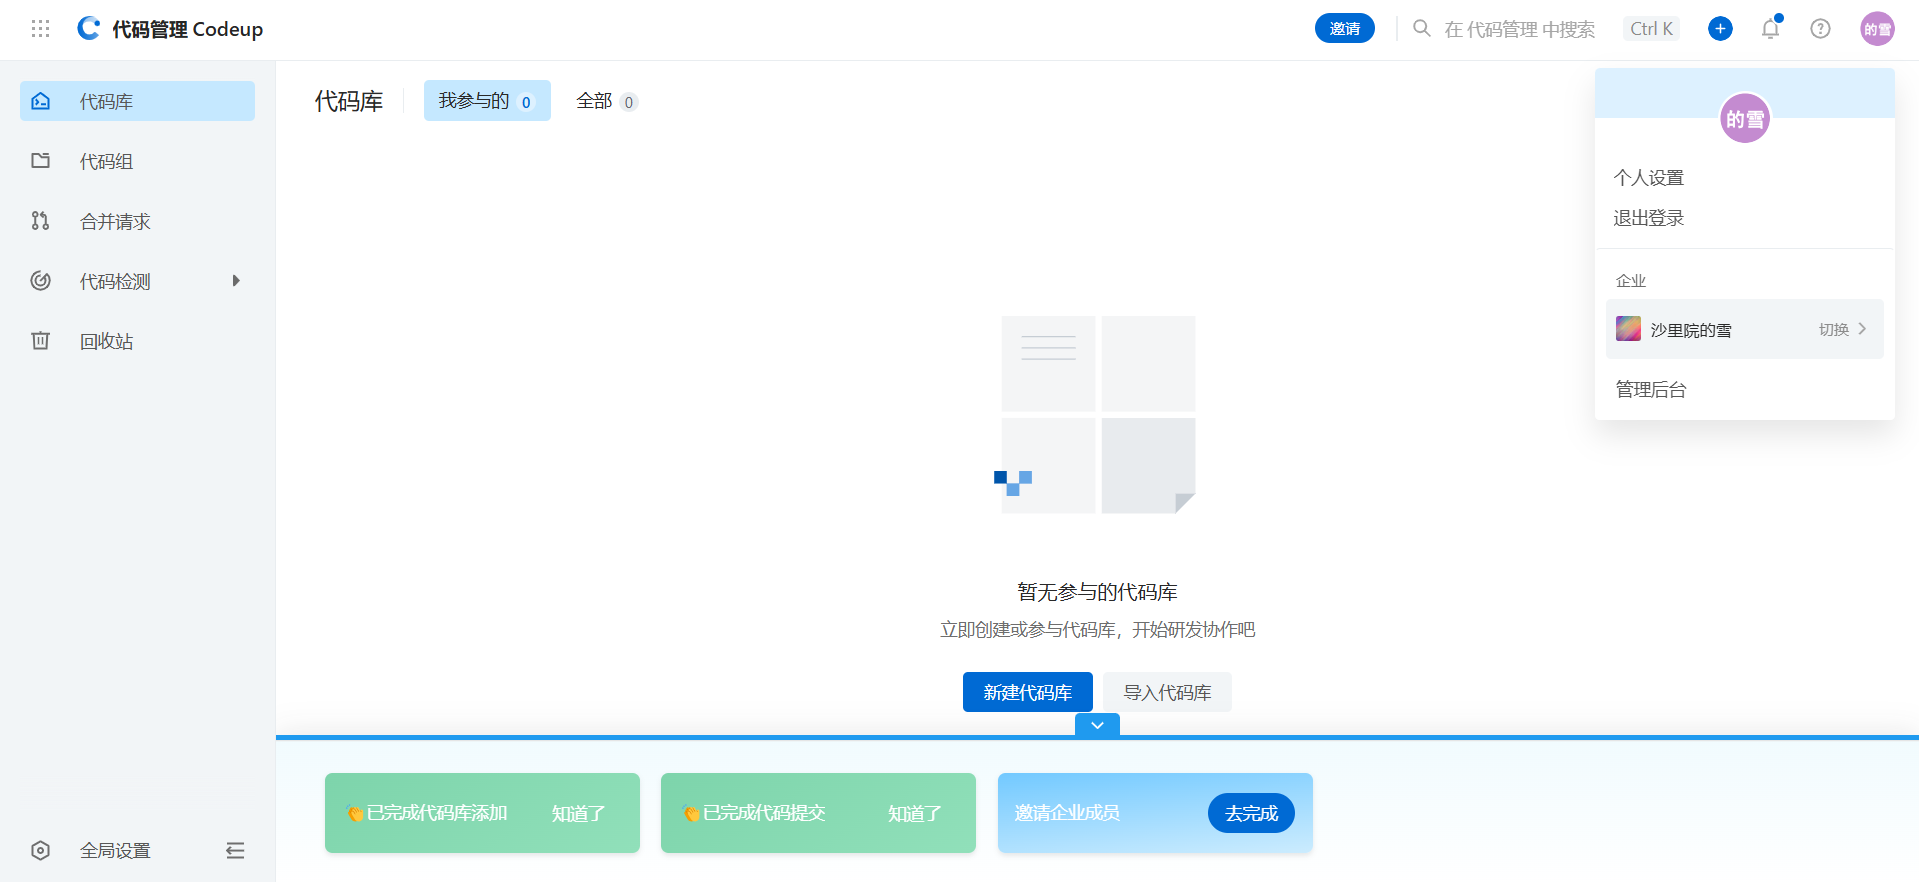 代码管理 Codeup
邀请
在 代码管理 中搜索
Ctrl K
的雪
代码库
代码组
合并请求
代码检测
回收站
全局设置
代码库
我参与的 0
全部 0
暂无参与的代码库
立即创建或参与代码库，开始研发协作吧
新建代码库
导入代码库
已完成代码库添加
知道了
已完成代码提交
知道了
邀请企业成员
去完成
的雪
个人设置
退出登录
企业
沙里院的雪
切换
管理后台